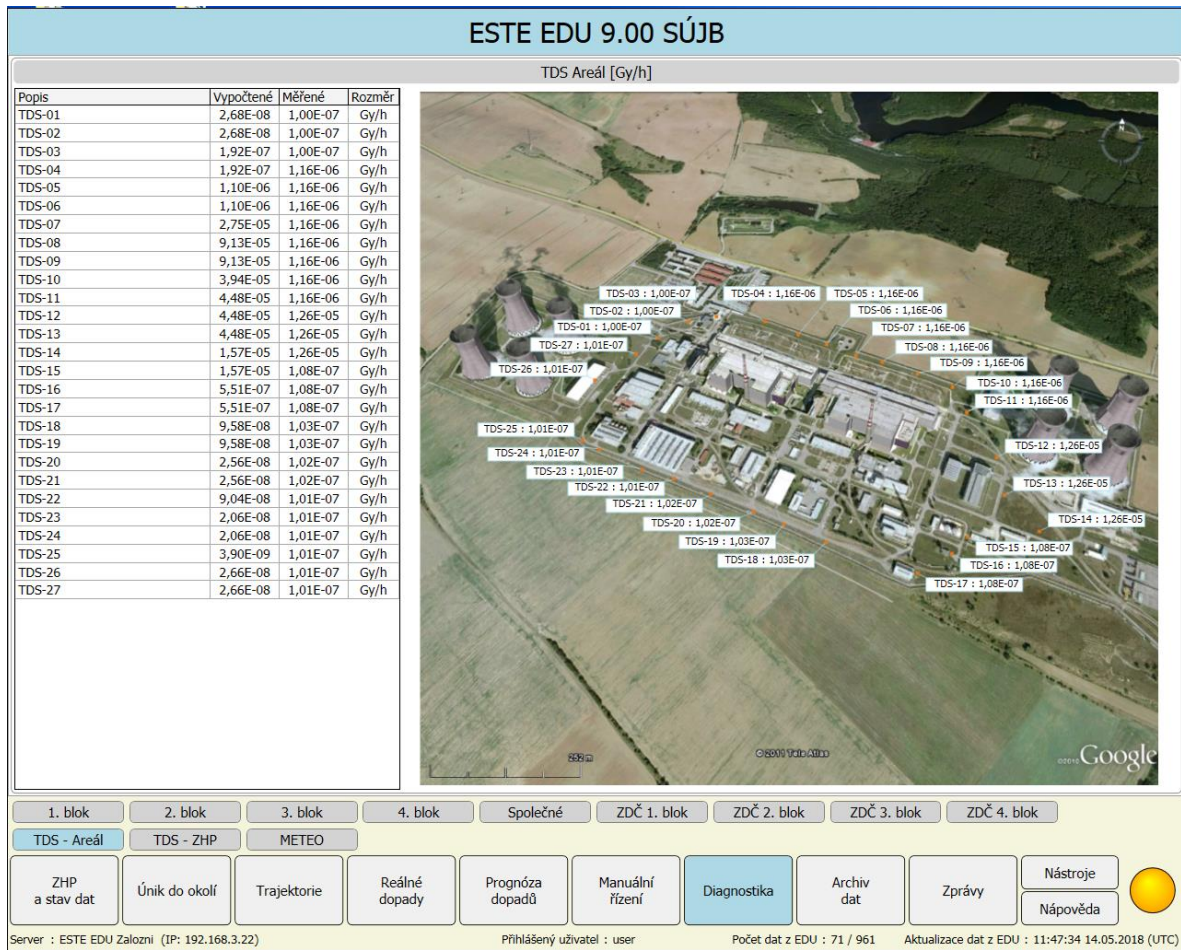 ESTE EDU 9.00 SÚJB
TDS Areál [Gy/h]
Popis Vypočtené Měřené Rozměr
TDS-01 2,68E-08 1,00E-07 Gy/h
TDS-02 2,68E-08 1,00E-07 Gy/h
TDS-03 1,92E-07 1,00E-07 Gy/h
TDS-04 1,92E-07 1,16E-06 Gy/h
TDS-05 1,10E-06 1,16E-06 Gy/h
TDS-06 1,10E-06 1,16E-06 Gy/h
TDS-07 2,75E-05 1,16E-06 Gy/h
TDS-08 9,13E-05 1,16E-06 Gy/h
TDS-09 9,13E-05 1,16E-06 Gy/h
TDS-10 3,94E-05 1,16E-06 Gy/h
TDS-11 4,48E-05 1,16E-06 Gy/h
TDS-12 4,48E-05 1,26E-05 Gy/h
TDS-13 4,48E-05 1,26E-05 Gy/h
TDS-14 1,57E-05 1,26E-05 Gy/h
TDS-15 1,57E-05 1,08E-07 Gy/h
TDS-16 5,51E-07 1,08E-07 Gy/h
TDS-17 5,51E-07 1,08E-07 Gy/h
TDS-18 9,58E-08 1,03E-07 Gy/h
TDS-19 9,58E-08 1,03E-07 Gy/h
TDS-20 2,56E-08 1,02E-07 Gy/h
TDS-21 2,56E-08 1,02E-07 Gy/h
TDS-22 9,04E-08 1,01E-07 Gy/h
TDS-23 2,06E-08 1,01E-07 Gy/h
TDS-24 2,06E-08 1,01E-07 Gy/h
TDS-25 3,90E-09 1,01E-07 Gy/h
TDS-26 2,66E-08 1,01E-07 Gy/h
TDS-27 2,66E-08 1,01E-07 Gy/h
N
TDS-03 : 1,00E-07
TDS-04 : 1,16E-06
TDS-05 : 1,16E-06
TDS-02 : 1,00E-07
TDS-06 : 1,16E-06
TDS-01 : 1,00E-07
TDS-07 : 1,16E-06
TDS-27 : 1,01E-07
TDS-08 : 1,16E-06
TDS-09 : 1,16E-06
TDS-26 : 1,01E-07
TDS-10 : 1,16E-06
TDS-11 : 1,16E-06
TDS-25 : 1,01E-07
TDS-12 : 1,26E-05
TDS-24 : 1,01E-07
TDS-23 : 1,01E-07
TDS-13 : 1,26E-05
TDS-22 : 1,01E-07
TDS-21 : 1,02E-07
TDS-20 : 1,02E-07
TDS-14 : 1,26E-05
TDS-19 : 1,03E-07
TDS-15 : 1,08E-07
TDS-18 : 1,03E-07
TDS-16 : 1,08E-07
TDS-17 : 1,08E-07
252 m
© 2011 Tele Atlas
©2010 Google
1. blok 2. blok 3. blok 4. blok Společné ZDČ 1. blok ZDČ 2. blok ZDČ 3. blok ZDČ 4. blok
TDS - Areál TDS - ZHP METEO
ZHP
a stav dat
Únik do okolí
Trajektorie
Reálné
dopady
Prognóza
dopadů
Manuální
řízení
Diagnostika
Archiv
dat
Zprávy
Nástroje
Nápověda
Server : ESTE EDU Zalozni (IP: 192.168.3.22) Přihlášený uživatel : user Počet dat z EDU : 71 / 961 Aktualizace dat z EDU : 11:47:34 14.05.2018 (UTC)